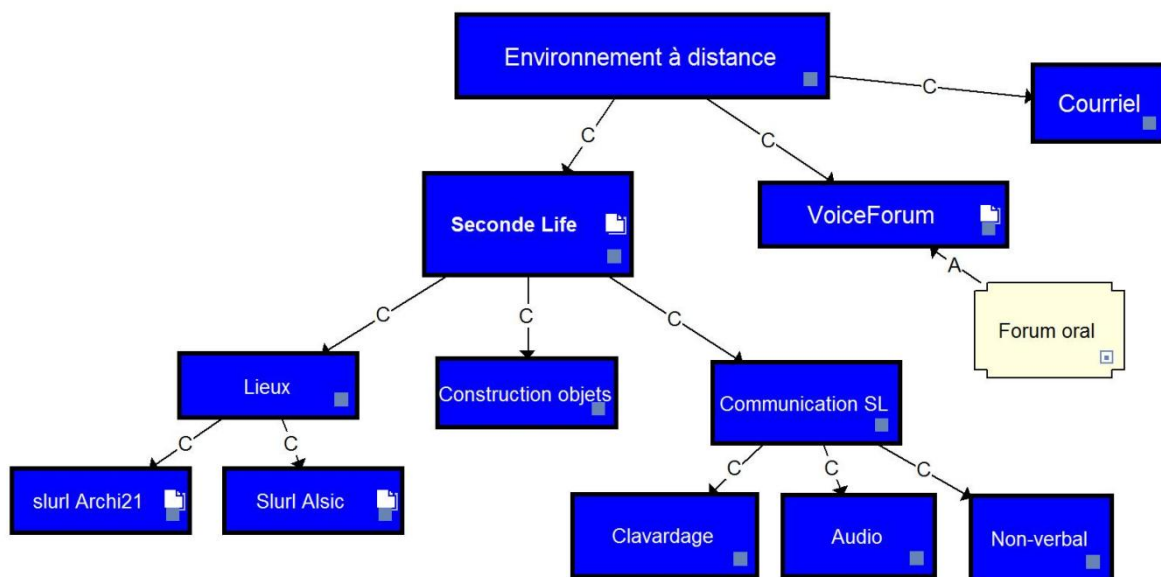 Environnement à distance
C
Courriel
C
C
Seconde Life
VoiceForum
A
Forum oral
C
C
C
Lieux
Construction objets
Communication SL
C
C
C
C
C
slurl Archi21
Slurl Alsic
Clavardage
Audio
Non-verbal